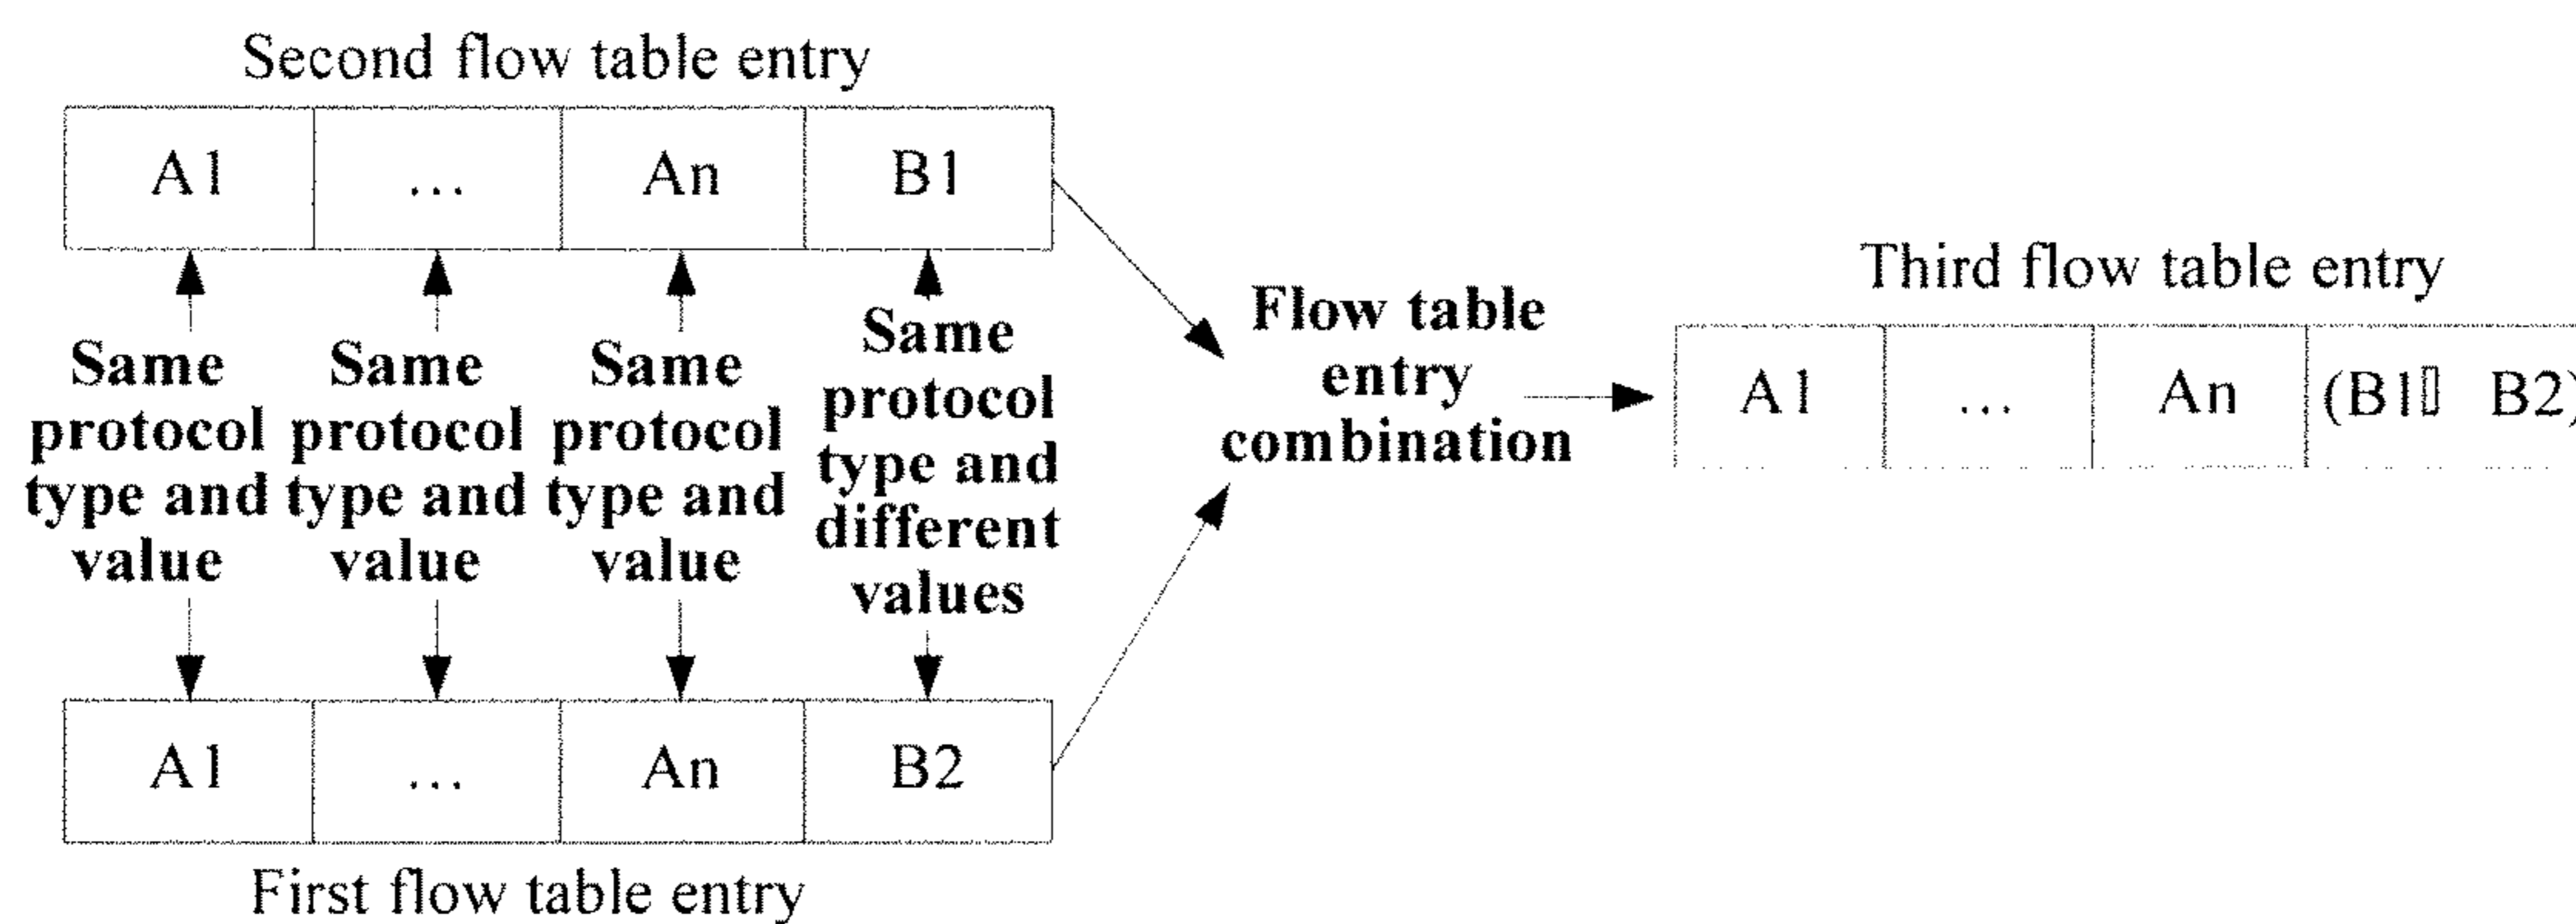 Second flow table entry
A1 ... An B1
Same
protocol
type and
value
Same
protocol
type and
value
Same
protocol
type and
value
Same
protocol
type and
different
values
A1 ... An B2
First flow table entry
Flow table
entry
combination
Third flow table entry
A1 ... An (B1▯ B2)